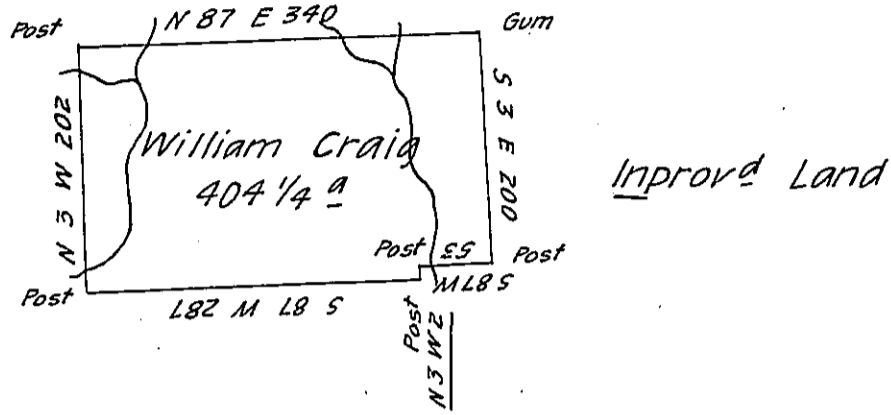 Post
N 87 E 340
Gum
S 3 E 200
N 3 W 202
William Craig
404 1/4 a
Inprovd Land
Post
53
Post
S 87 W
Post
S 87 W 287
Post
N 3 W 2